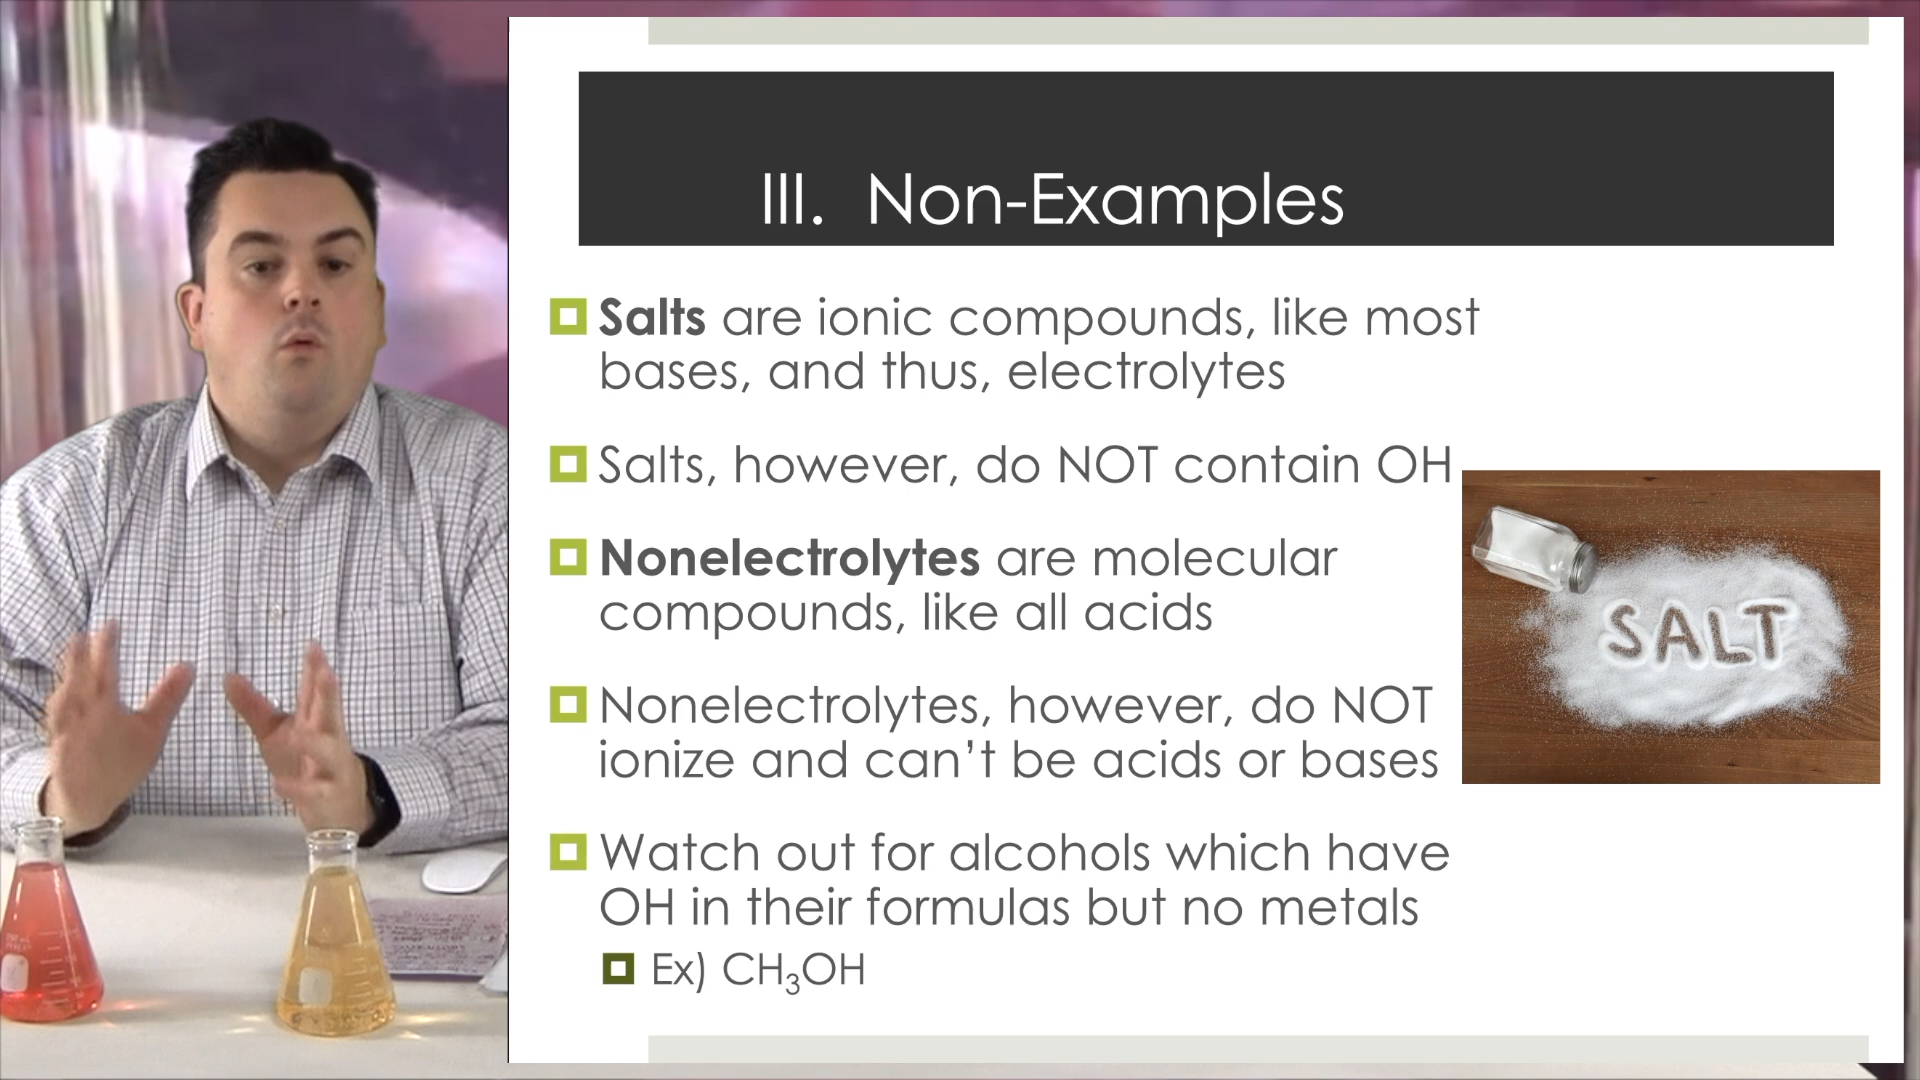 III. Non-Examples
Salts are ionic compounds, like most
bases, and thus, electrolytes
Salts, however, do NOT contain OH
Nonelectrolytes are molecular
compounds, like all acids
Nonelectrolytes, however, do NOT
ionize and can't be acids or bases
Watch out for alcohols which have
OH in their formulas but no metals
Ex) CH₃OH
SALT